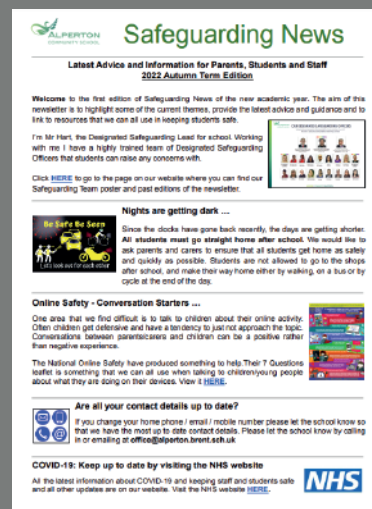 ALPERTON
COMMUNITY SCHOOL
Safeguarding News
Latest Advice and Information for Parents, Students and Staff
2022 Autumn Term Edition
Welcome to the first edition of Safeguarding News of the new academic year. The aim of this
newsletter is to highlight some of the current themes, provide the latest advice and guidance and to
link to resources that we can all use in keeping students safe.
I'm Mr Hart, the Designated Safeguarding Lead for school. Working
with me I have a highly trained team of Designated Safeguarding
Officers that students can raise any concerns with.
Click HERE to go to the page on our website where you can find our
Safeguarding Team poster and past editions of the newsletter.
Be Safe Be Seen
Let's look out for each other
Nights are getting dark ...
Since the clocks have gone back recently, the days are getting shorter.
All students must go straight home after school. We would like to
ask parents and carers to ensure that all students get home as safely
and quickly as possible. Students are not allowed to go to the shops
after school, and make their way home either by walking, on a bus or by
cycle at the end of the day.
Online Safety - Conversation Starters ...
One area that we find difficult is to talk to children about their online activity.
Often children get defensive and have a tendency to just not approach the topic.
Conversations between parents/carers and children can be a positive rather
than negative experience.
The National Online Safety have produced something to help.Their 7 Questions
leaflet is something that we can all use when talking to children/young people
about what they are doing on their devices. View it HERE.
Are all your contact details up to date?
If you change your home phone / email / mobile number please let the school know so
that we have the most up to date contact details. Please let the school know by calling
in or emailing at office@alperton.brent.sch.uk
COVID-19: Keep up to date by visiting the NHS website
All the latest information about COVID-19 and keeping staff and students safe
and all other updates are on our website. Visit the NHS website HERE.
NHS